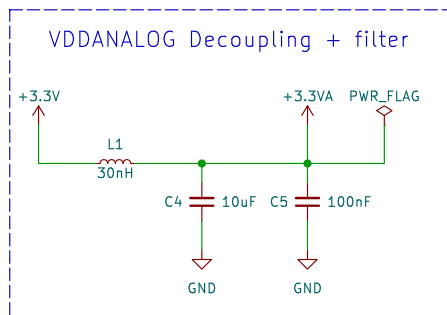 VDDANALOG Decoupling + filter
+3.3V +3.3VA PWR_FLAG
L1
30nH
C4 10uF C5 100nF
GND GND